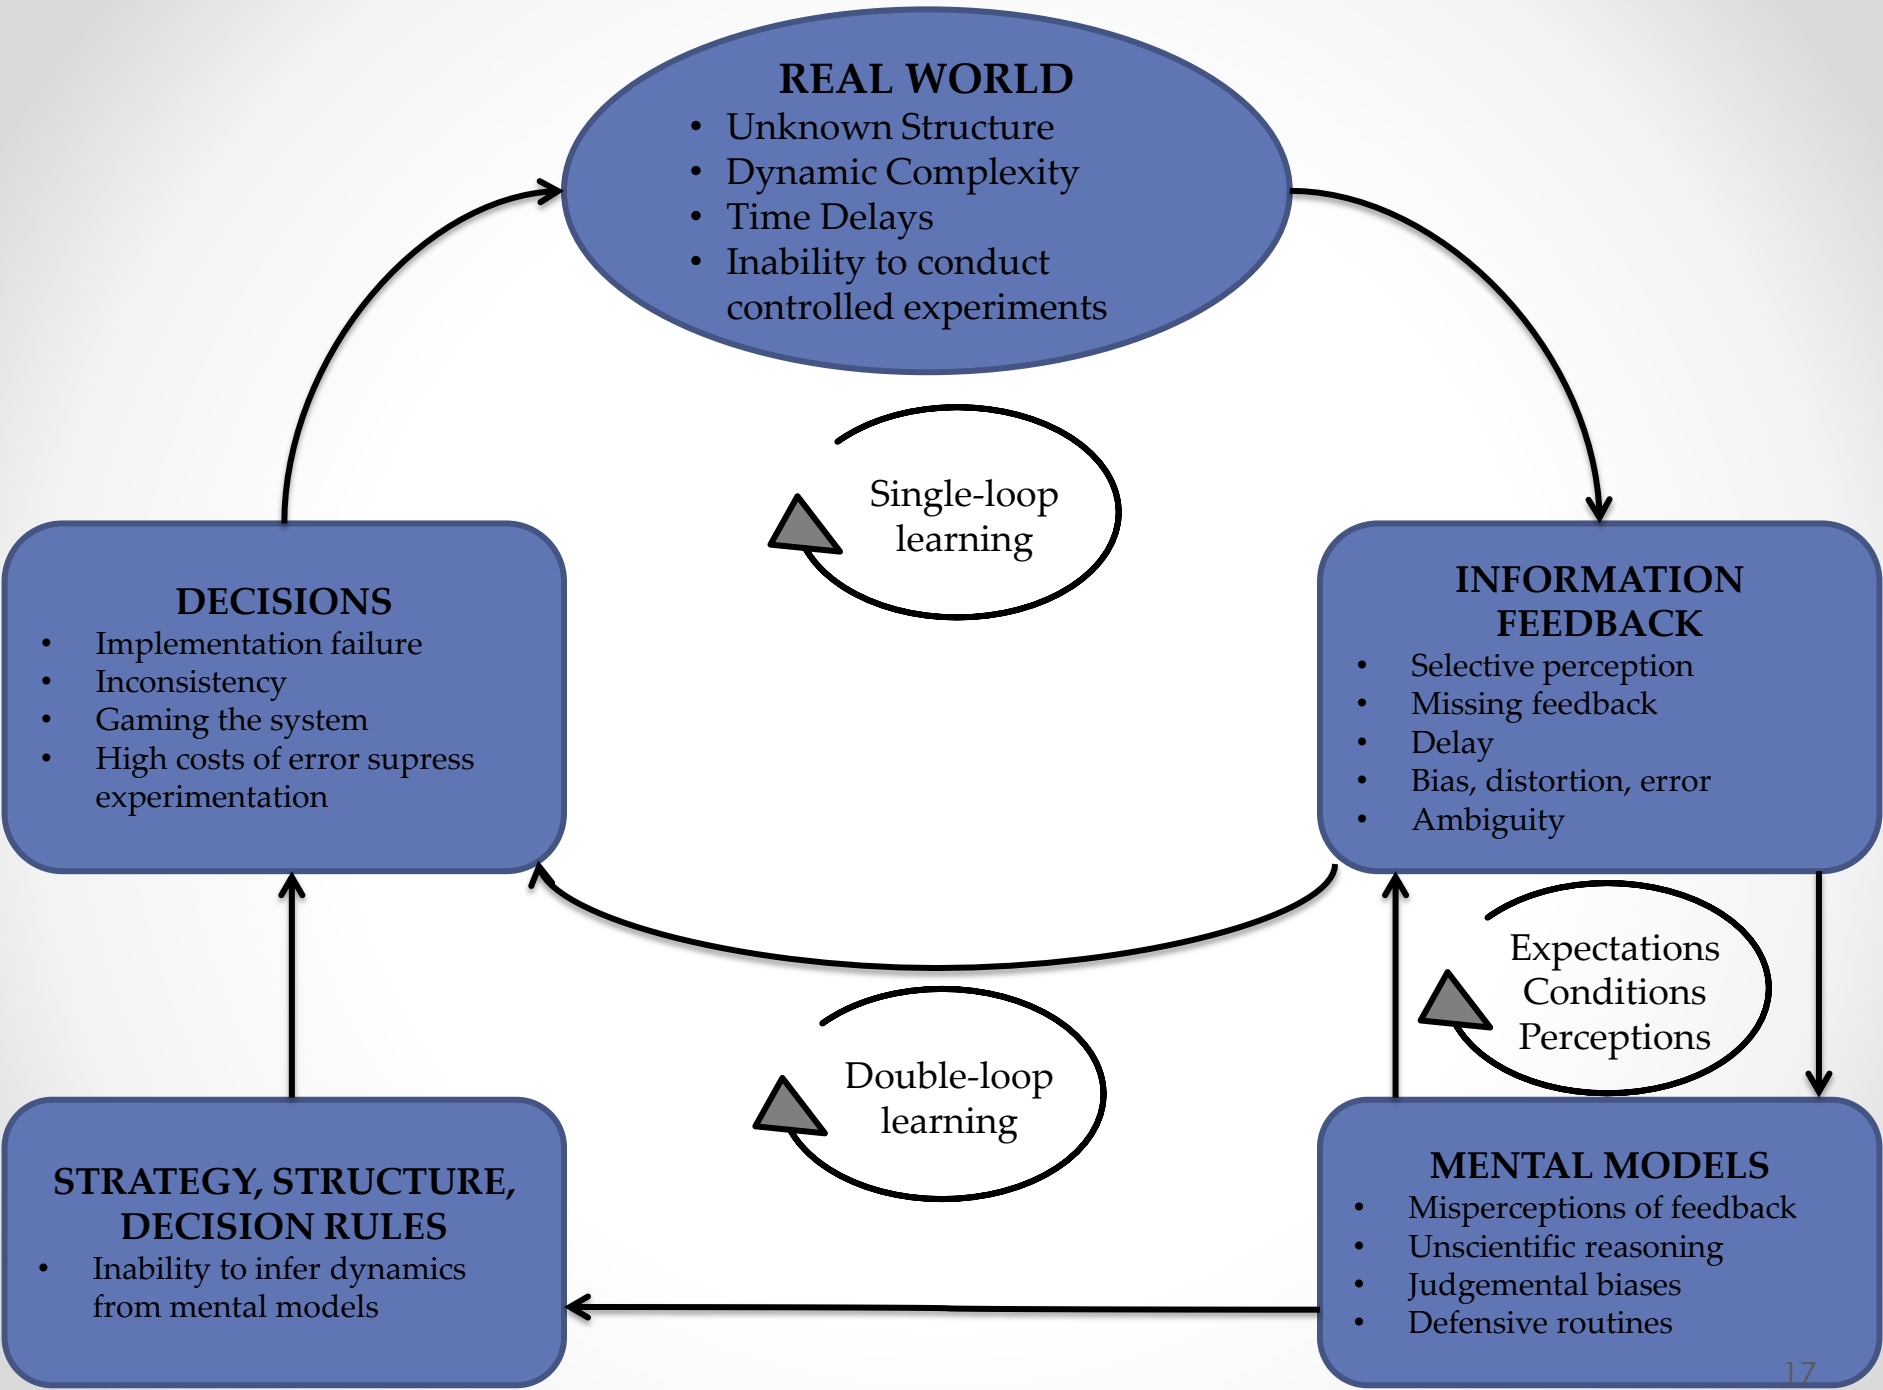 REAL WORLD
• Unknown Structure
• Dynamic Complexity
• Time Delays
• Inability to conduct
controlled experiments
Single-loop
learning
DECISIONS
• Implementation failure
• Inconsistency
• Gaming the system
• High costs of error supress
experimentation
INFORMATION
FEEDBACK
• Selective perception
• Missing feedback
• Delay
• Bias, distortion, error
• Ambiguity
Expectations
Conditions
Perceptions
Double-loop
learning
STRATEGY, STRUCTURE,
DECISION RULES
• Inability to infer dynamics
from mental models
MENTAL MODELS
• Misperceptions of feedback
• Unscientific reasoning
• Judgemental biases
• Defensive routines
17